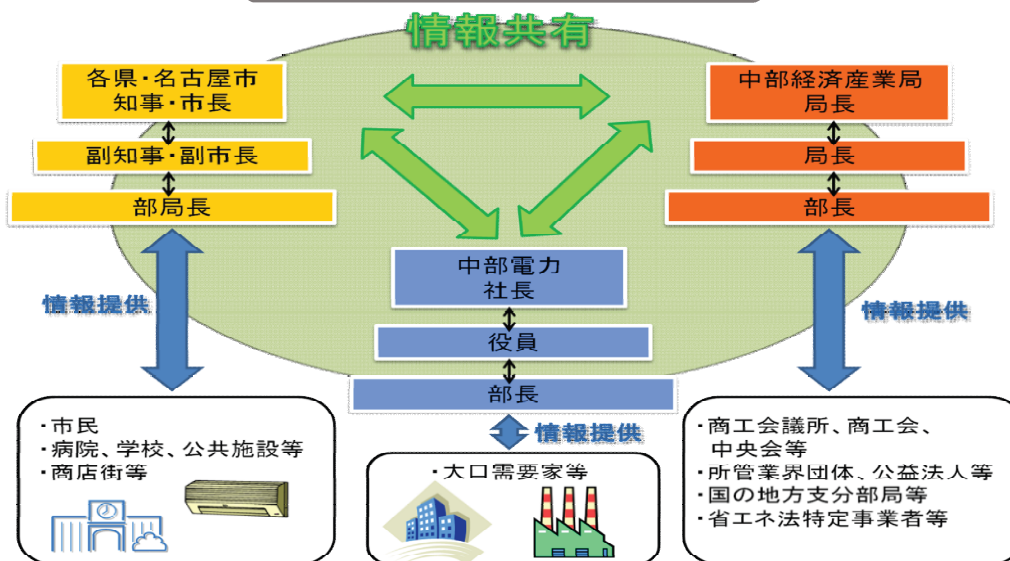 情報共有
各県・名古屋市
知事・市長
副知事・副市長
部局長
中部経済産業局
局長
局長
部長
中部電力
社長
役員
部長
情報提供
情報提供
情報提供
・市民
・病院、学校、公共施設等
・商店街等
・大口需要家等
・商工会議所、商工会、
中央会等
・所管業界団体、公益法人等
・国の地方支分部局等
・省エネ法特定事業者等